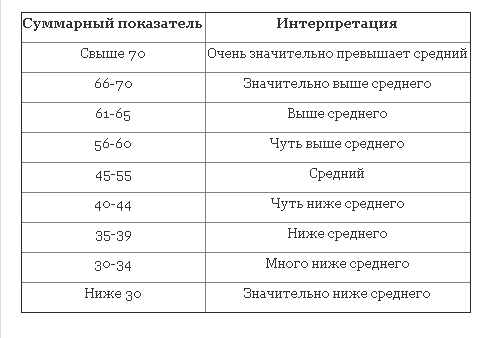 Суммарный показатель Интерпретация
Свыше 70 Очень значительно превышает средний
66-70 Значительно выше среднего
61-65 Выше среднего
56-60 Чуть выше среднего
45-55 Средний
40-44 Чуть ниже среднего
35-39 Ниже среднего
30-34 Много ниже среднего
Ниже 30 Значительно ниже среднего